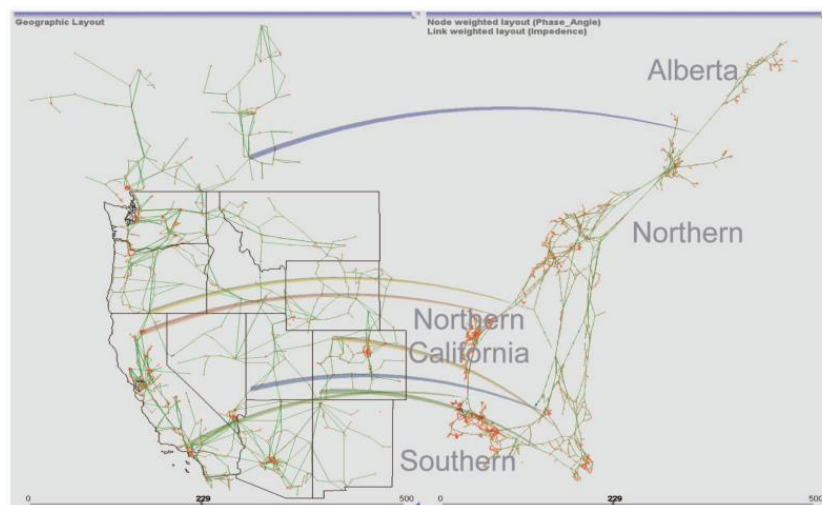 Geographic Layout
Node weighted layout (Phase_Angle)
Link weighted layout (Impedence)
Alberta
Northern
Northern
California
Southern
0
229
500
0
229
500